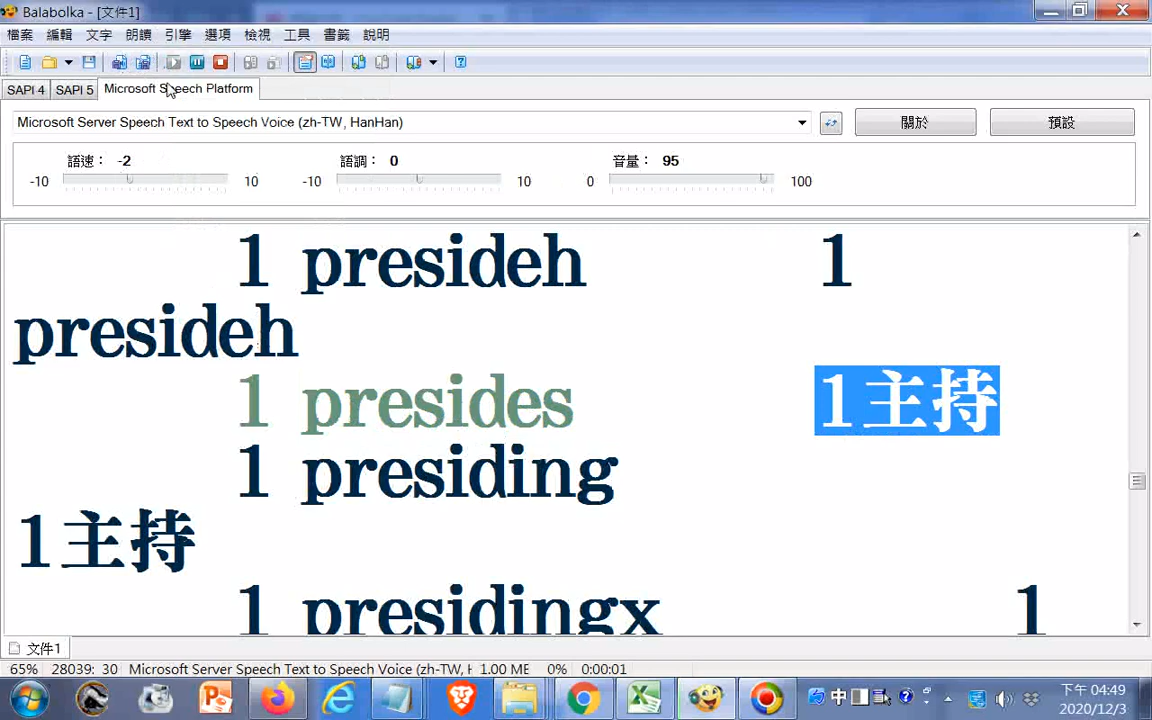 Balabolka - [文件1]
檔案 編輯 文字 朗讀 引擎 選項 檢視 工具 書籤 說明
SAPI 4 SAPI 5 Microsoft Speech Platform
Microsoft Server Speech Text to Speech Voice (zh-TW, HanHan) 關於 預設
語速： -2 語調： 0 音量： 95
-10 10 -10 10 0 100
1 presideh 1
presideh
1 presides 1主持
1 presiding
1主持
1 presidingx 1
文件1
65% 28039: 30 Microsoft Server Speech Text to Speech Voice (zh-TW, H 1.00 ME 0% 0:00:01
中 下午 04:49
2020/12/3